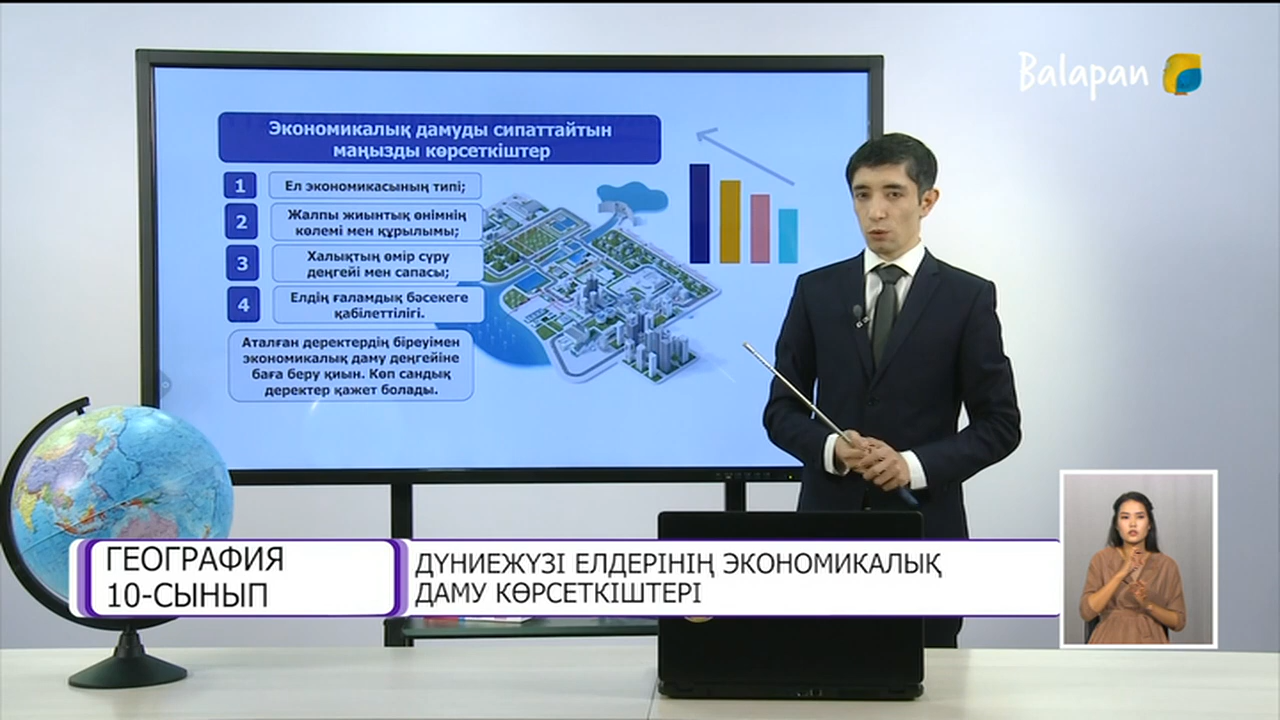 Balapan
Экономикалық дамуды сипаттайтын
маңызды көрсеткіштер
1
Ел экономикасының типі;
2
Жалпы жиынтық өнімнің
көлемі мен құрылымы;
3
Халықтың өмір сүру
деңгейі мен сапасы;
4
Елдің ғаламдық бәсекеге
қабілеттілігі.
Аталған деректердің біреуімен
экономикалық даму деңгейіне
баға беру қиын. Көп сандық
деректер қажет болады.
ГЕОГРАФИЯ
10-СЫНЫП
ДҮНИЕЖҮЗІ ЕЛДЕРІНІҢ ЭКОНОМИКАЛЫҚ
ДАМУ КӨРСЕТКІШТЕРІ